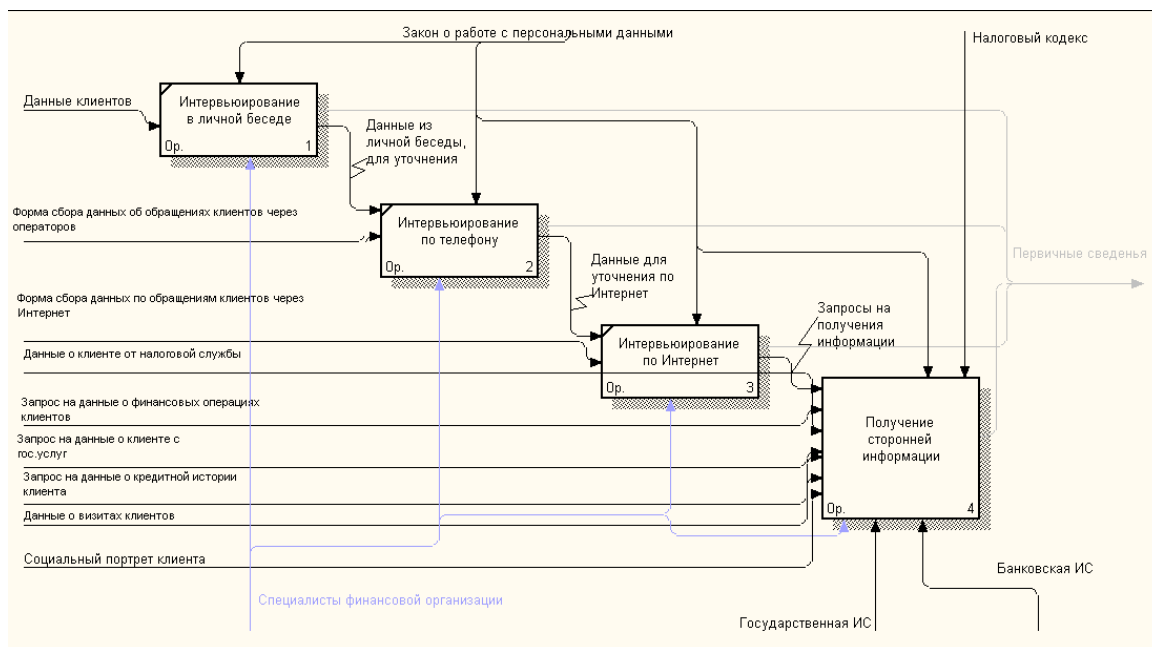 Закон о работе с персональными данными
Налоговый кодекс
Данные клиентов
Интервьюирование
в личной беседе
0р.
1
Данные из
личной беседы,
для уточнения
Форма сбора данных об обращениях клиентов через
операторов
Интервьюирование
по телефону
0р.
2
Данные для
уточнения по
Интернет
Первичные сведенья
Форма сбора данных по обращениям клиентов через
Интернет
Запросы на
получения
информации
Данные о клиенте от налоговой службы
Интервьюирование
по Интернет
0р.
3
Запрос на данные о финансовых операциях
клиентов
Запрос на данные о клиенте с
гос.услуг
Запрос на данные о кредитной истории
клиента
Данные о визитах клиентов
Социальный портрет клиента
Получение
сторонней
информации
0р.
4
Специалисты финансовой организации
Банковская ИС
Государственная ИС